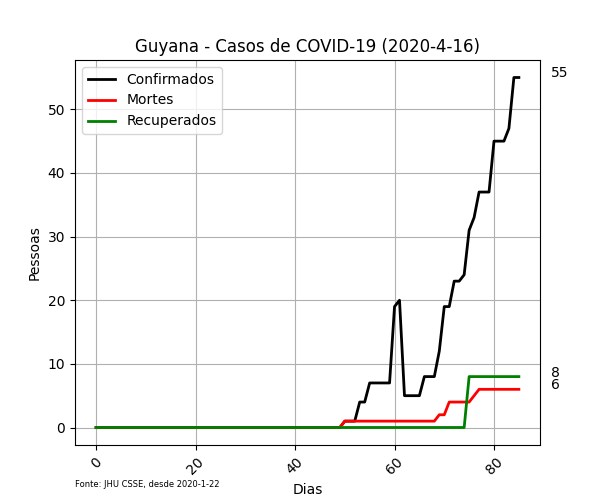 Guyana - Casos de COVID-19 (2020-4-16)
Confirmados
Mortes
Recuperados
55
50
40
30
20
10
0
8
6
Pessoas
0 20 40 60 80
Dias
Fonte: JHU CSSE, desde 2020-1-22